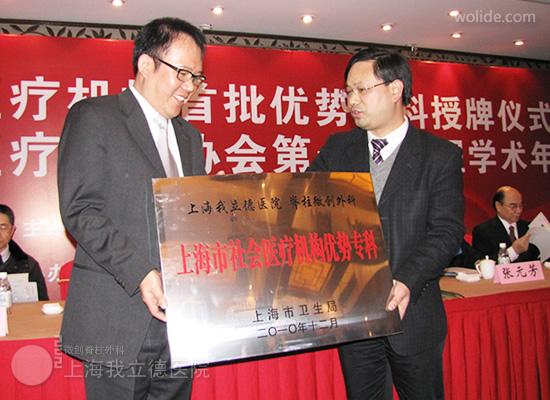 wolide.com
疗机 首批优势 科授牌仪式
疗 协会第 学术年
上海我立德医院 脊柱微创外科
上海市社会医疗机构优势专科
上海市卫生局
二〇一〇年十二月
张元芳
微创脊柱外科
上海我立德医院